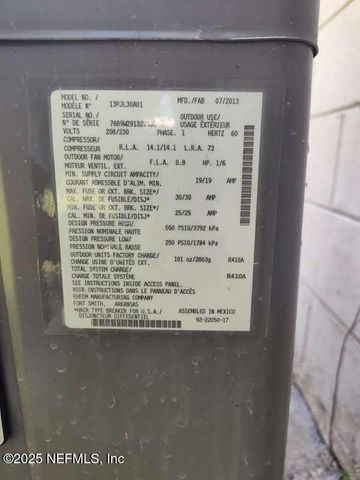 MODEL NO. /
MODÈLE N° 13PJL30A01 MFD./FAB 07/2013
SERIAL NO. / OUTDOOR USE/
N° DE SÉRIE USAGE EXTÉRIEUR
VOLTS 208/230 PHASE. 1 HERTZ 60
COMPRESSOR/
COMPRESSEUR R.L.A. 14.1/14.1 L.R.A. 73
OUTDOOR FAN MOTOR/
MOTEUR VENTIL. EXT. F.L.A. 0.8 HP. 1/6
MIN. SUPPLY CIRCUIT AMPACITY/
COURANT ADMISSIBLE D'ALIM. MIN. 19/19 AMP
MAX. FUSE OR CKT. BRK. SIZE*/
CAL. MAX. DE FUSIBLE/DISJ* 30/30 AMP
MIN. FUSE OR CKT. BRK. SIZE*/
CAL. MIN. DE FUSIBLE/DISJ* 25/25 AMP
DESIGN PRESSURE HIGH/
PRESSION NOMINALE HAUTE 550 PSIG/3792 kPa
DESIGN PRESSURE LOW/
PRESSION NOMINALE BASSE 250 PSIG/1724 kPa
OUTDOOR UNITS FACTORY CHARGE/
CHARGE USINE D'UNITÉS EXT. 101 oz/2863g R410A
TOTAL SYSTEM CHARGE/
CHARGE TOTALE SYSTÈME R410A
SEE INSTRUCTIONS INSIDE ACCESS PANEL/
VOIR INSTRUCTIONS DANS LE PANNEAU D'ACCÈS
RHEEM MANUFACTURING COMPANY
FORT SMITH, ARKANSAS ASSEMBLED IN MEXICO
*HACR TYPE BREAKER FOR U.S.A./
DISJONCTEUR DIFFÉRENTIEL 92-22050-17
©2025 NEFMLS, Inc.